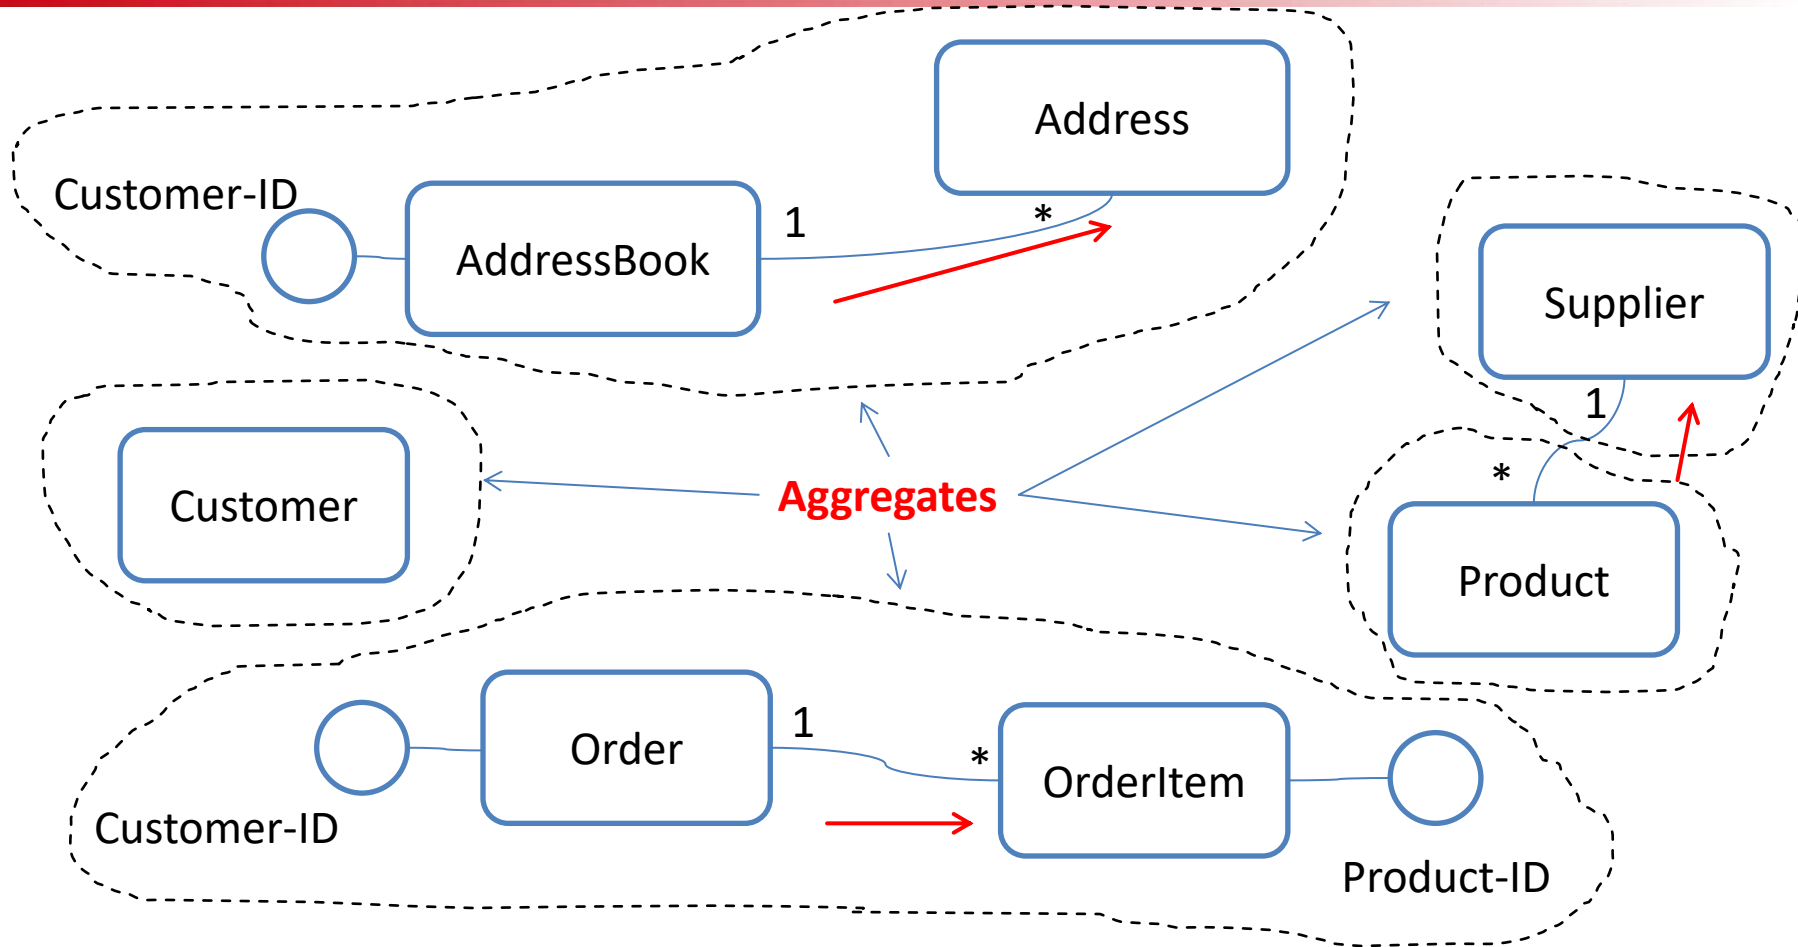 Address
Customer-ID
AddressBook
1
*
Supplier
1
*
Customer
Aggregates
Product
Order
1
*
OrderItem
Customer-ID
Product-ID